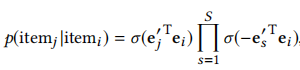 p(item_j|item_i) = σ(e′_j^T e_i) ∏_{s=1}^{S} σ(−e′_s^T e_i),